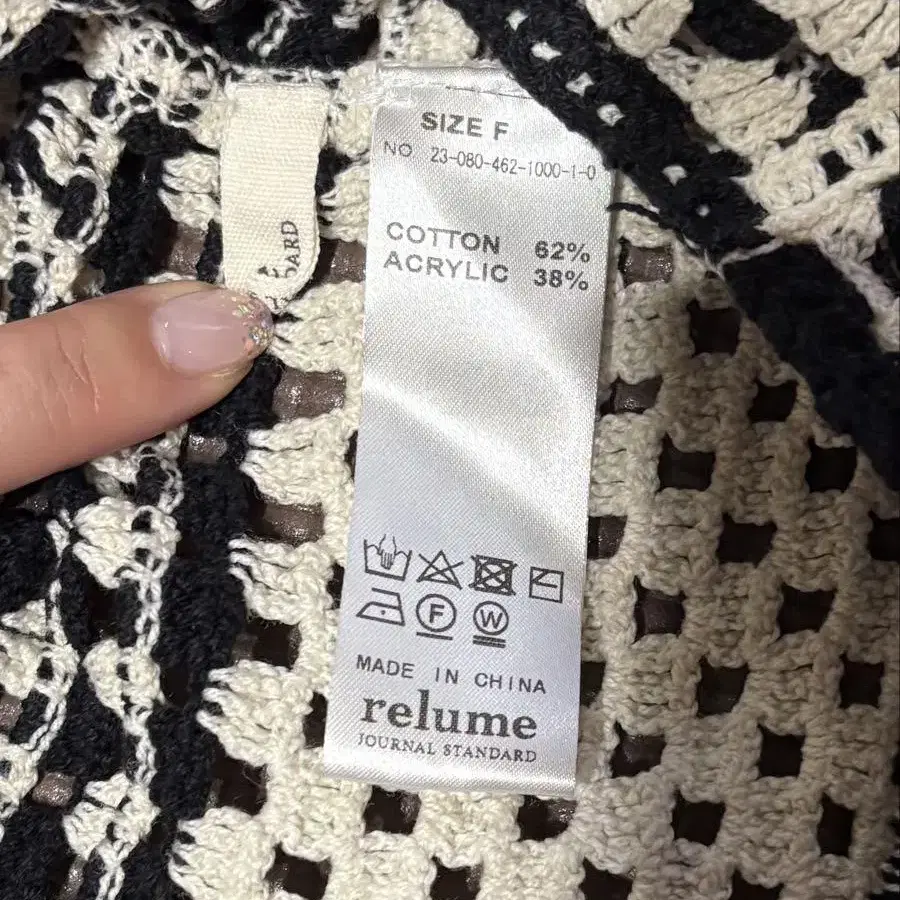 SIZE F
NO 23-080-462-1000-1-0
COTTON 62%
ACRYLIC 38%
F W
MADE IN CHINA
relume
JOURNAL STANDARD